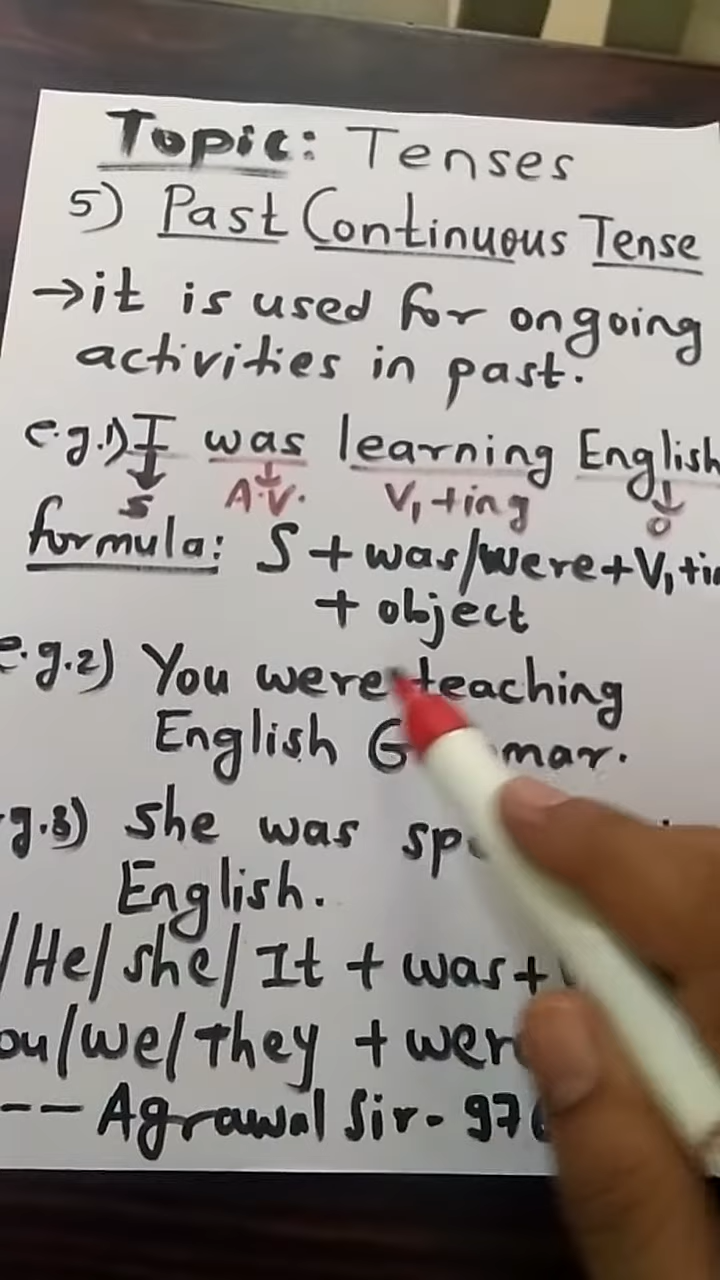 Topic: Tenses
5) Past Continuous Tense
→it is used for ongoing
activities in past.
e.g.1) I was learning English
S A.V. V₁+ing O
formula: S + was/were+V₁+
+ object
e.g.2) You were teaching
English
g.3) She was
English.
/He/she/It + was+
/we/They +
--- Agrawal Sir-